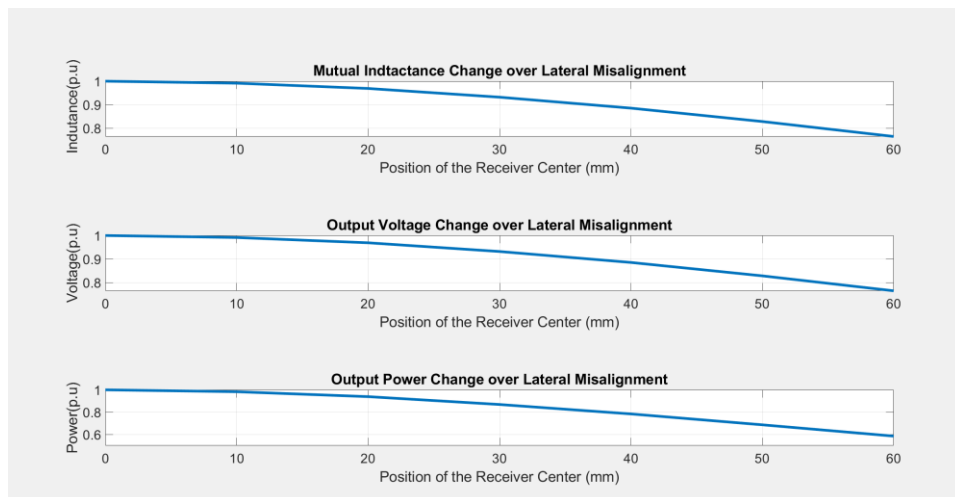 Mutual Indtactance Change over Lateral Misalignment
Indutance(p.u)
1
0.9
0.8
0 10 20 30 40 50 60
Position of the Receiver Center (mm)
Output Voltage Change over Lateral Misalignment
Voltage(p.u)
1
0.9
0.8
0 10 20 30 40 50 60
Position of the Receiver Center (mm)
Output Power Change over Lateral Misalignment
Power(p.u)
1
0.8
0.6
0 10 20 30 40 50 60
Position of the Receiver Center (mm)